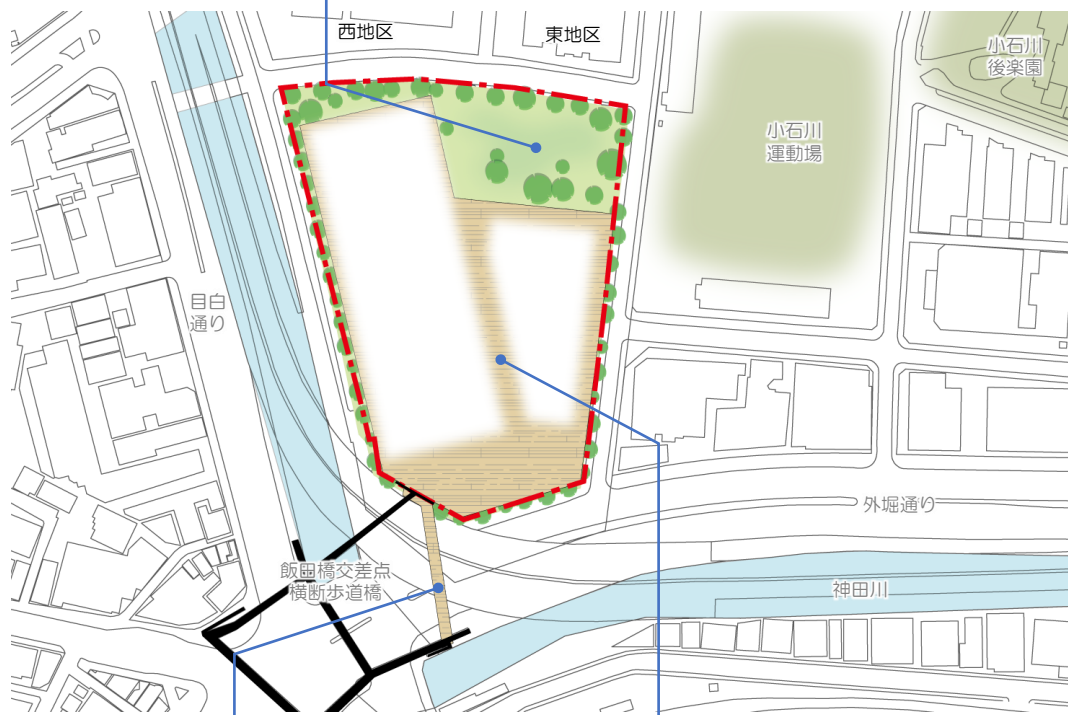 西地区
東地区
小石川
後楽園
小石川
運動場
目白
通り
外堀通り
飯田橋交差点
横断歩道橋
神田川